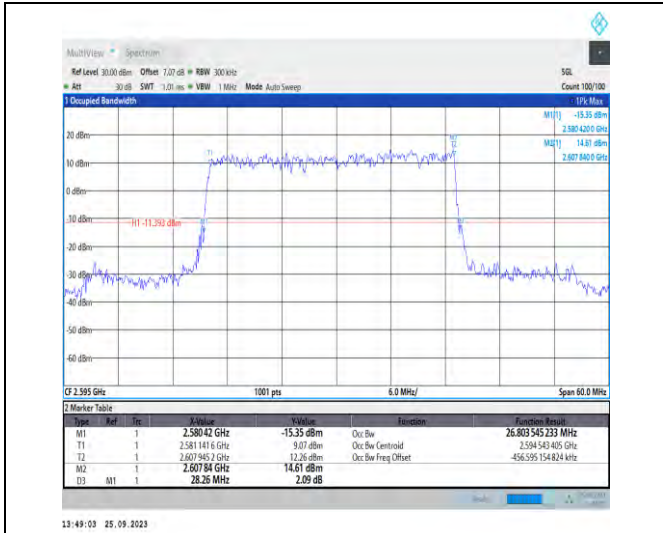 MultiView Spectrum
Ref Level 30.00 dBm Offset 7.07 dB RBW 300 kHz SGL
Att 30 dB SWT 1.01 ms VBW 1 MHz Mode Auto Sweep Count 100/100
1 Occupied Bandwidth 1Pk Max
M1[1] -15.35 dBm
2.580 420 0 GHz
M2[1] 14.61 dBm
2.607 840 0 GHz
20 dBm
10 dBm
0 dBm
-10 dBm
H1 -11.393 dBm
-20 dBm
-30 dBm
-40 dBm
-50 dBm
-60 dBm
CF 2.595 GHz 1001 pts 6.0 MHz/ Span 60.0 MHz
2 Marker Table
Type Ref Trc X-Value Y-Value Function Function Result
M1 1 2.580 42 GHz -15.35 dBm Occ Bw 26.803 545 233 MHz
T1 1 2.581 141 6 GHz 9.07 dBm Occ Bw Centroid 2.594 543 405 GHz
T2 1 2.607 945 2 GHz 12.26 dBm Occ Bw Freq Offset -456.595 154 824 kHz
M2 1 2.607 84 GHz 14.61 dBm
D3 M1 1 28.26 MHz 2.09 dB
13:49:03 25.09.2023